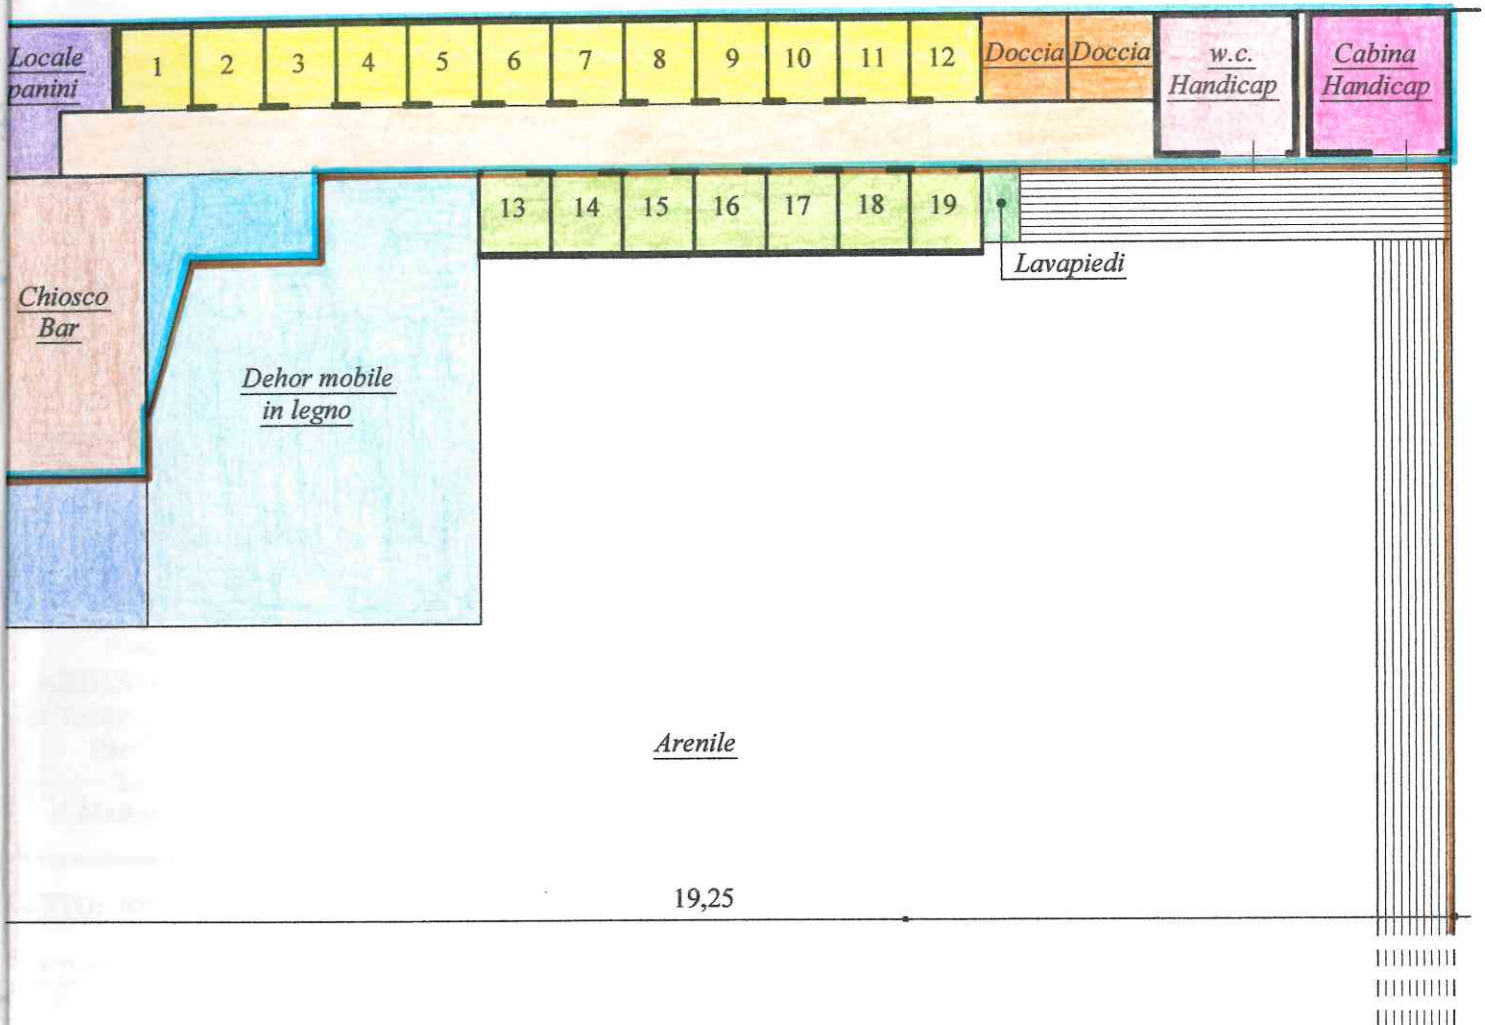 Locale
panini
1 2 3 4 5 6 7 8 9 10 11 12
Doccia Doccia
w.c.
Handicap
Cabina
Handicap
13 14 15 16 17 18 19
Lavapiedi
Chiosco
Bar
Dehor mobile
in legno
Arenile
19,25